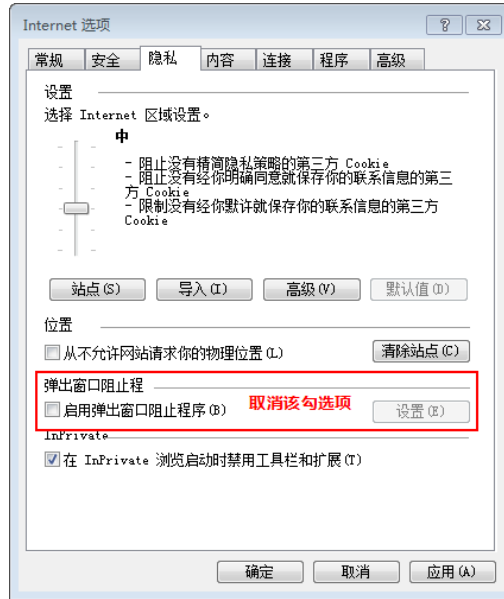 Internet 选项
常规 安全 隐私 内容 连接 程序 高级
设置
选择 Internet 区域设置。
中
- 阻止没有精简隐私策略的第三方 Cookie
- 阻止没有经你明确同意就保存你的联系信息的第三
方 Cookie
- 限制没有经你默许就保存你的联系信息的第三方
Cookie
站点(S) 导入(I) 高级(V) 默认值(D)
位置
从不允许网站请求你的物理位置(L) 清除站点(C)
弹出窗口阻止程
启用弹出窗口阻止程序(B) 取消该勾选项 设置(E)
InPrivate
在 InPrivate 浏览启动时禁用工具栏和扩展(T)
确定 取消 应用(A)